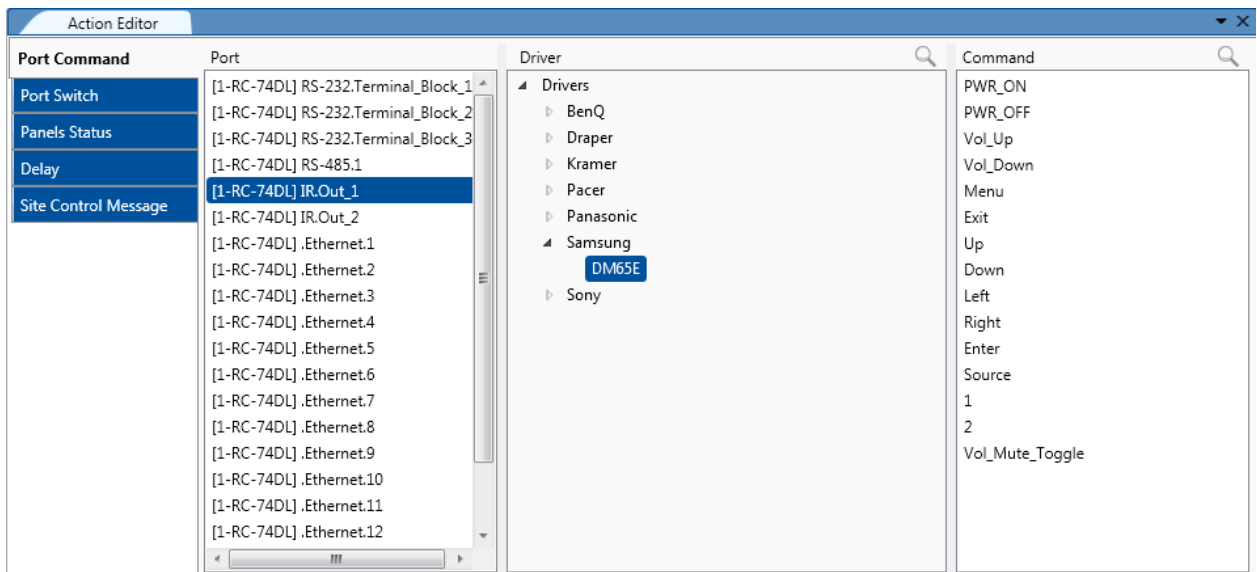 Action Editor
Port Command
Port Switch
Panels Status
Delay
Site Control Message
Port
[1-RC-74DL] RS-232.Terminal_Block_1
[1-RC-74DL] RS-232.Terminal_Block_2
[1-RC-74DL] RS-232.Terminal_Block_3
[1-RC-74DL] RS-485.1
[1-RC-74DL] IR.Out_1
[1-RC-74DL] IR.Out_2
[1-RC-74DL] .Ethernet.1
[1-RC-74DL] .Ethernet.2
[1-RC-74DL] .Ethernet.3
[1-RC-74DL] .Ethernet.4
[1-RC-74DL] .Ethernet.5
[1-RC-74DL] .Ethernet.6
[1-RC-74DL] .Ethernet.7
[1-RC-74DL] .Ethernet.8
[1-RC-74DL] .Ethernet.9
[1-RC-74DL] .Ethernet.10
[1-RC-74DL] .Ethernet.11
[1-RC-74DL] .Ethernet.12
Driver
Drivers
BenQ
Draper
Kramer
Pacer
Panasonic
Samsung
DM65E
Sony
Command
PWR_ON
PWR_OFF
Vol_Up
Vol_Down
Menu
Exit
Up
Down
Left
Right
Enter
Source
1
2
Vol_Mute_Toggle